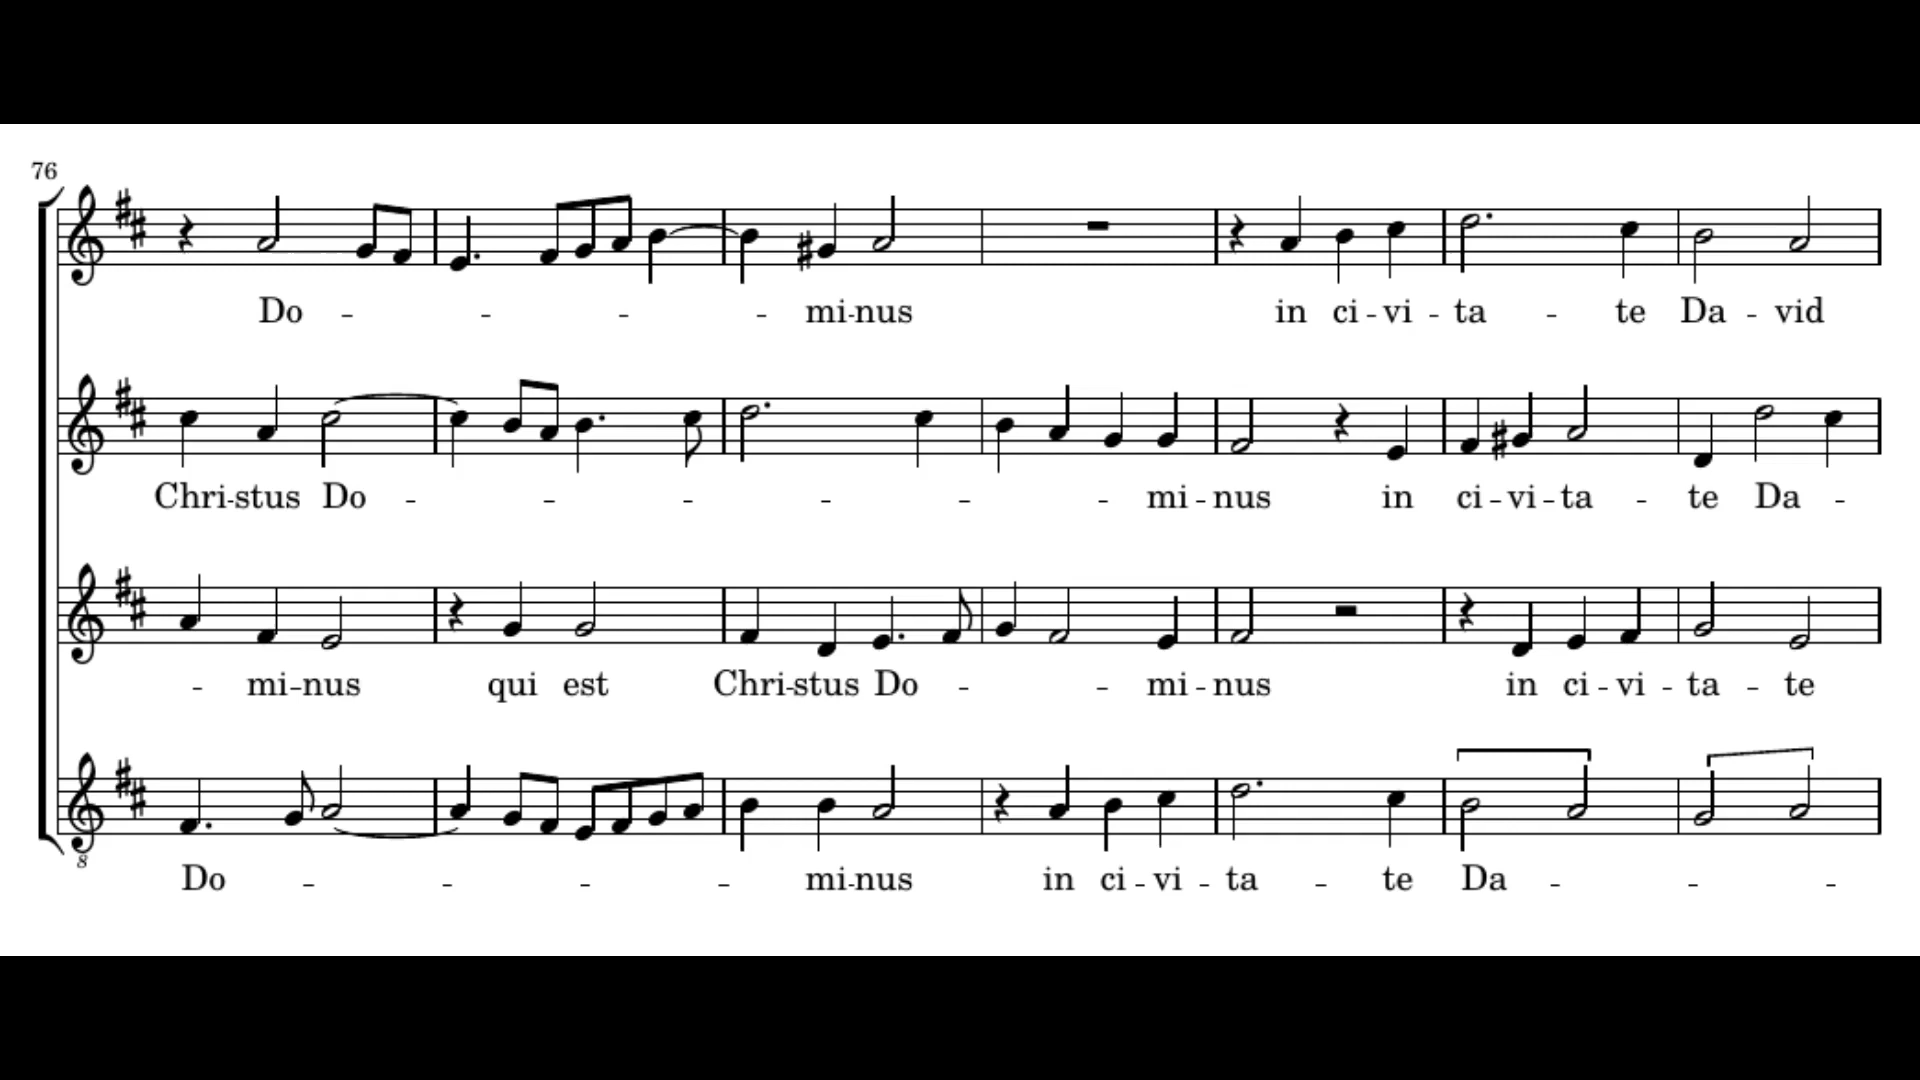 76
Do - - - - mi-nus in ci-vi-ta - te Da-vid
Chri-stus Do - - - - - - mi-nus in ci-vi-ta - te Da -
- mi-nus qui est Chri-stus Do - - mi-nus in ci-vi-ta-te
8
Do - - - - mi-nus in ci-vi-ta - te Da - - -